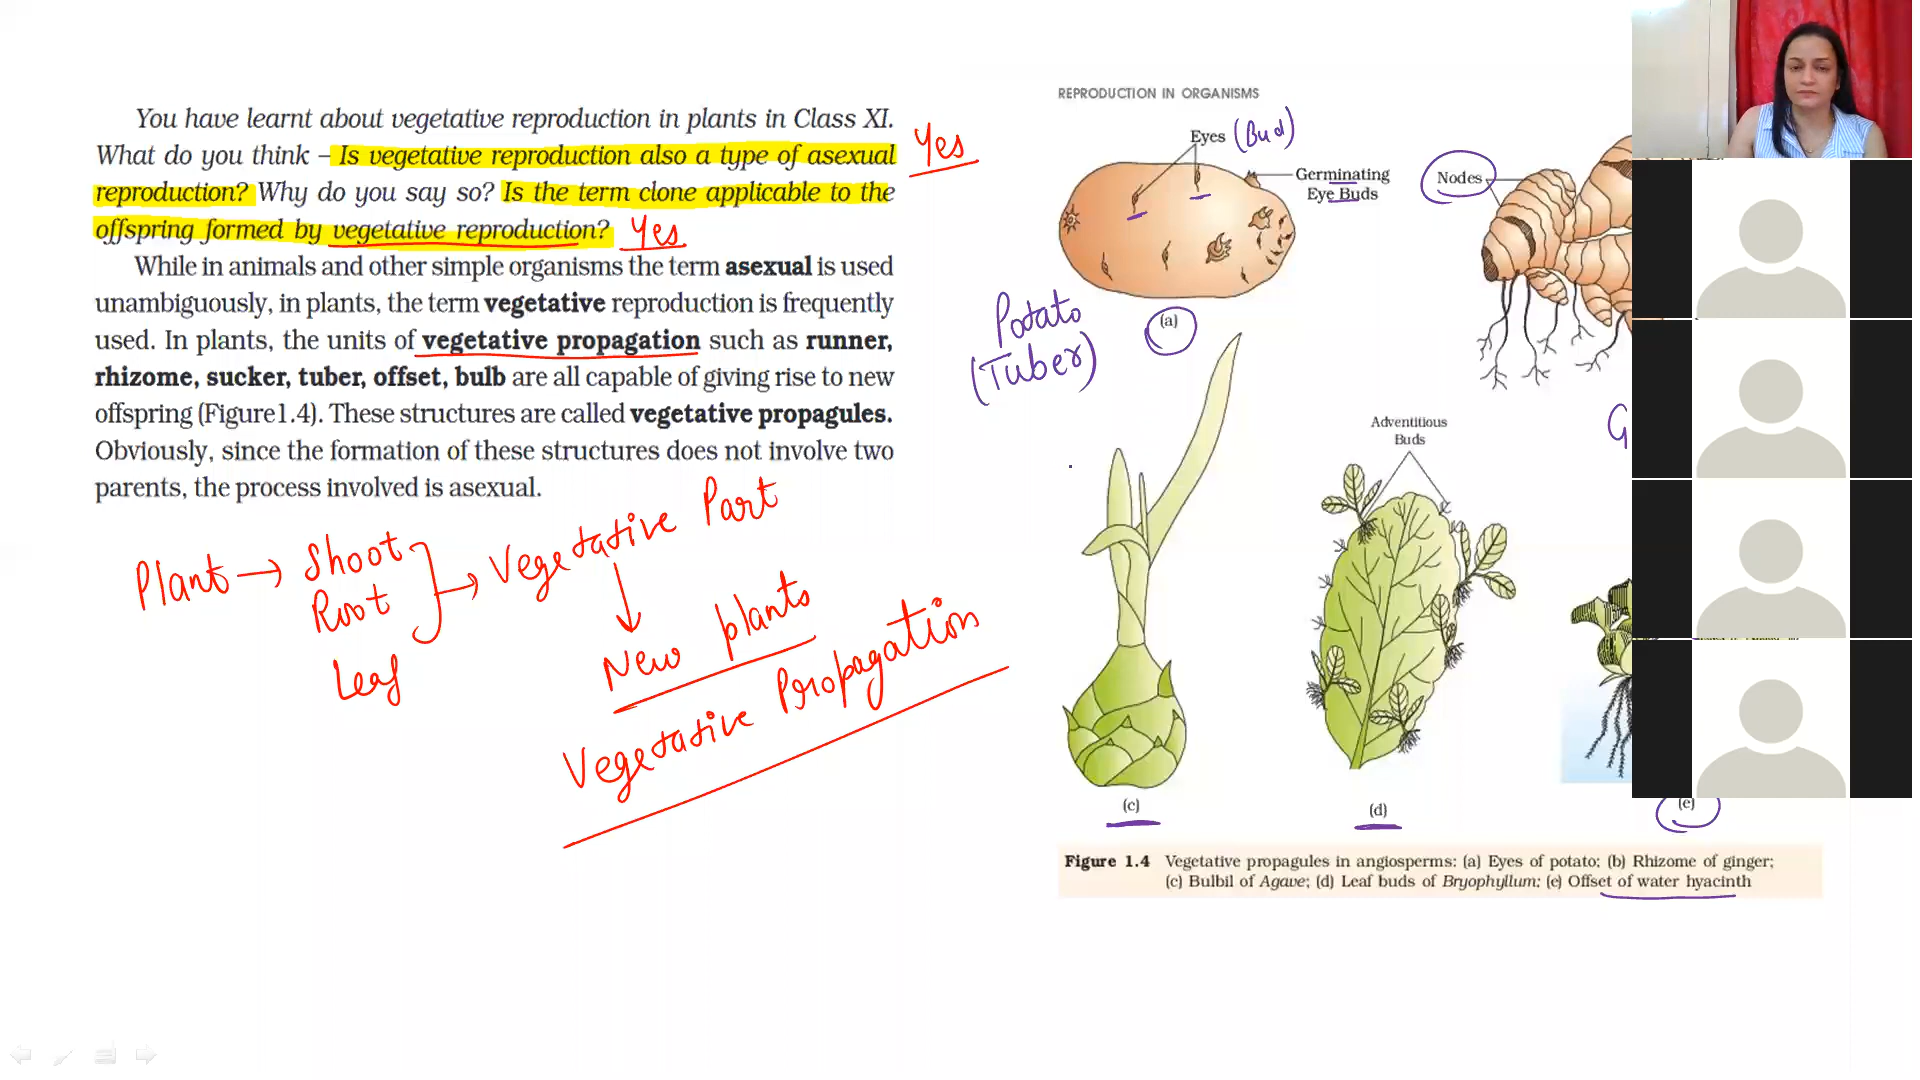 You have learnt about vegetative reproduction in plants in Class XI.
What do you think – Is vegetative reproduction also a type of asexual
reproduction? Why do you say so? Is the term clone applicable to the
offspring formed by vegetative reproduction?
Yes
Yes
While in animals and other simple organisms the term asexual is used
unambiguously, in plants, the term vegetative reproduction is frequently
used. In plants, the units of vegetative propagation such as runner,
rhizome, sucker, tuber, offset, bulb are all capable of giving rise to new
offspring (Figure1.4). These structures are called vegetative propagules.
Obviously, since the formation of these structures does not involve two
parents, the process involved is asexual.
Plant → Shoot
Root
Leaf
→ Vegetative Part
New plants
Vegetative Propagation
REPRODUCTION IN ORGANISMS
Eyes (Bud)
Germinating
Eye Buds
Nodes
Potato
(Tuber)
(a)
G
Adventitious
Buds
(c)
(d)
(e)
Figure 1.4 Vegetative propagules in angiosperms: (a) Eyes of potato; (b) Rhizome of ginger;
(c) Bulbil of Agave; (d) Leaf buds of Bryophyllum; (e) Offset of water hyacinth